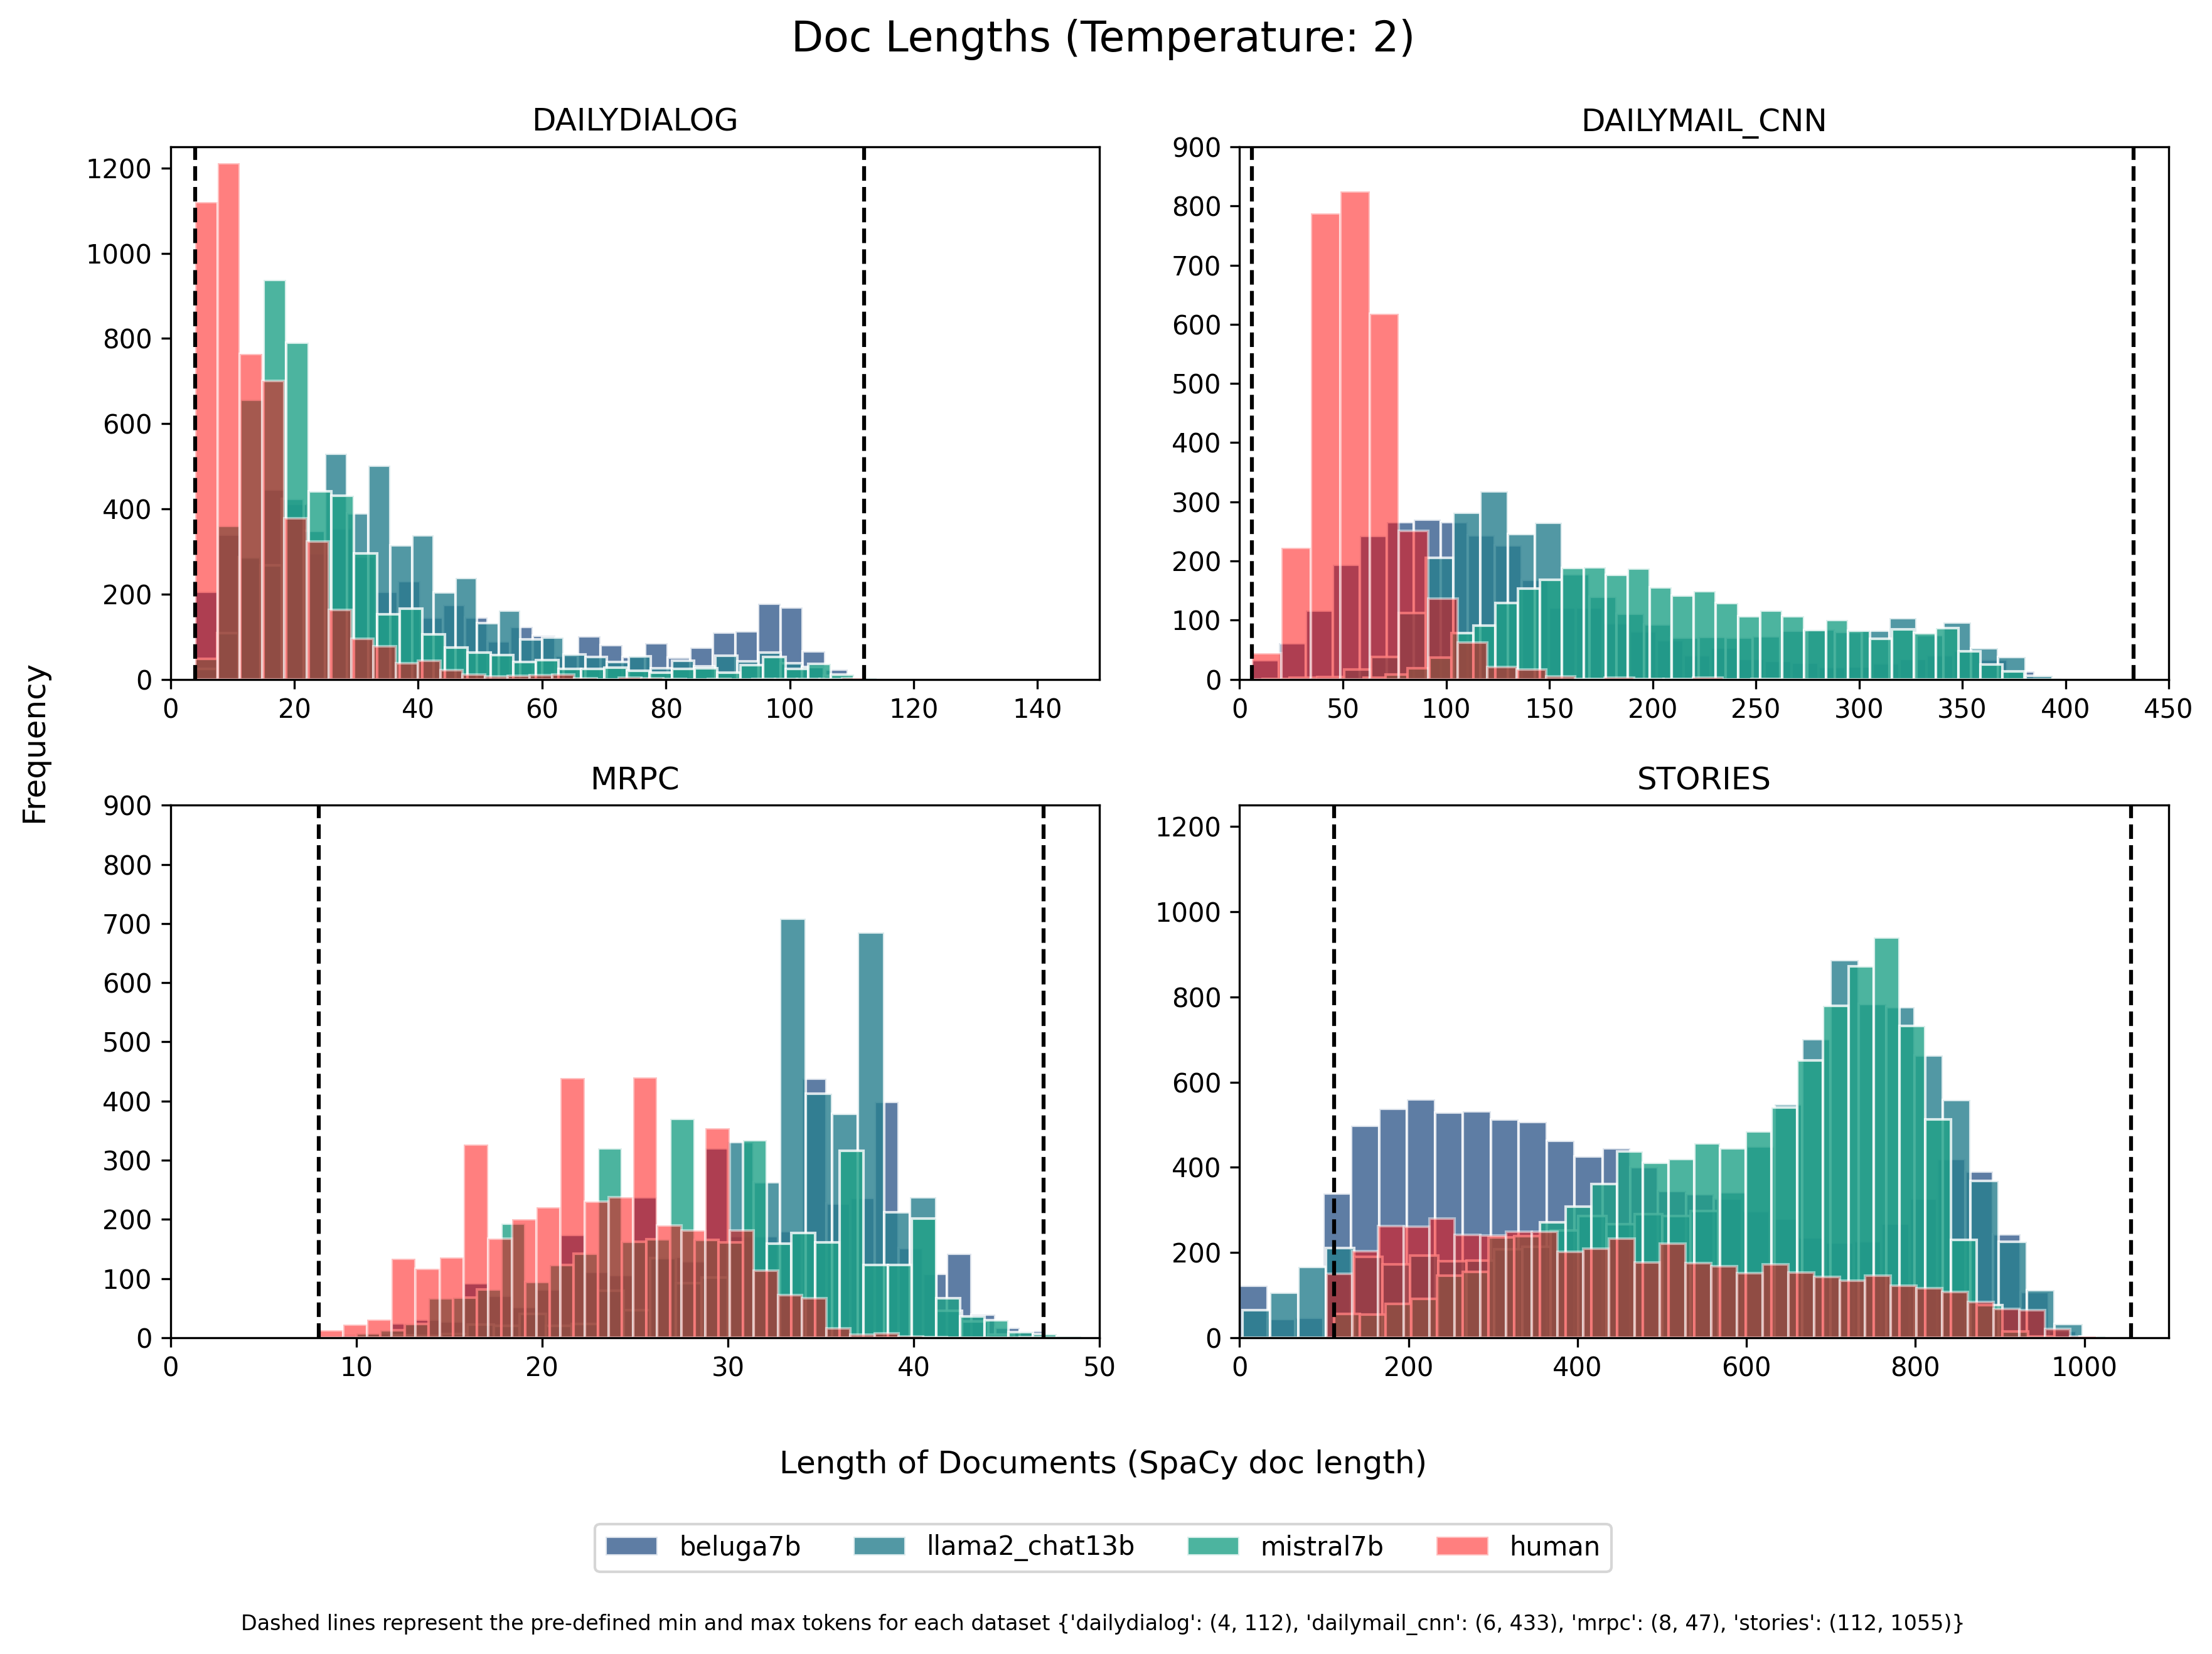 Doc Lengths (Temperature: 2)
DAILYDIALOG
DAILYMAIL_CNN
1200
1000
800
600
400
200
0
0 20 40 60 80 100 120 140
900
800
700
600
500
400
300
200
100
0
0 50 100 150 200 250 300 350 400 450
Frequency
MRPC
STORIES
900
800
700
600
500
400
300
200
100
0
0 10 20 30 40 50
1200
1000
800
600
400
200
0
0 200 400 600 800 1000
Length of Documents (SpaCy doc length)
beluga7b llama2_chat13b mistral7b human
Dashed lines represent the pre-defined min and max tokens for each dataset {'dailydialog': (4, 112), 'dailymail_cnn': (6, 433), 'mrpc': (8, 47), 'stories': (112, 1055)}